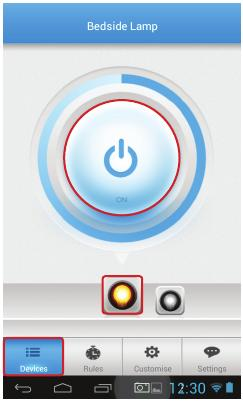 Bedside Lamp
ON
Devices Rules Customise Settings
12:30